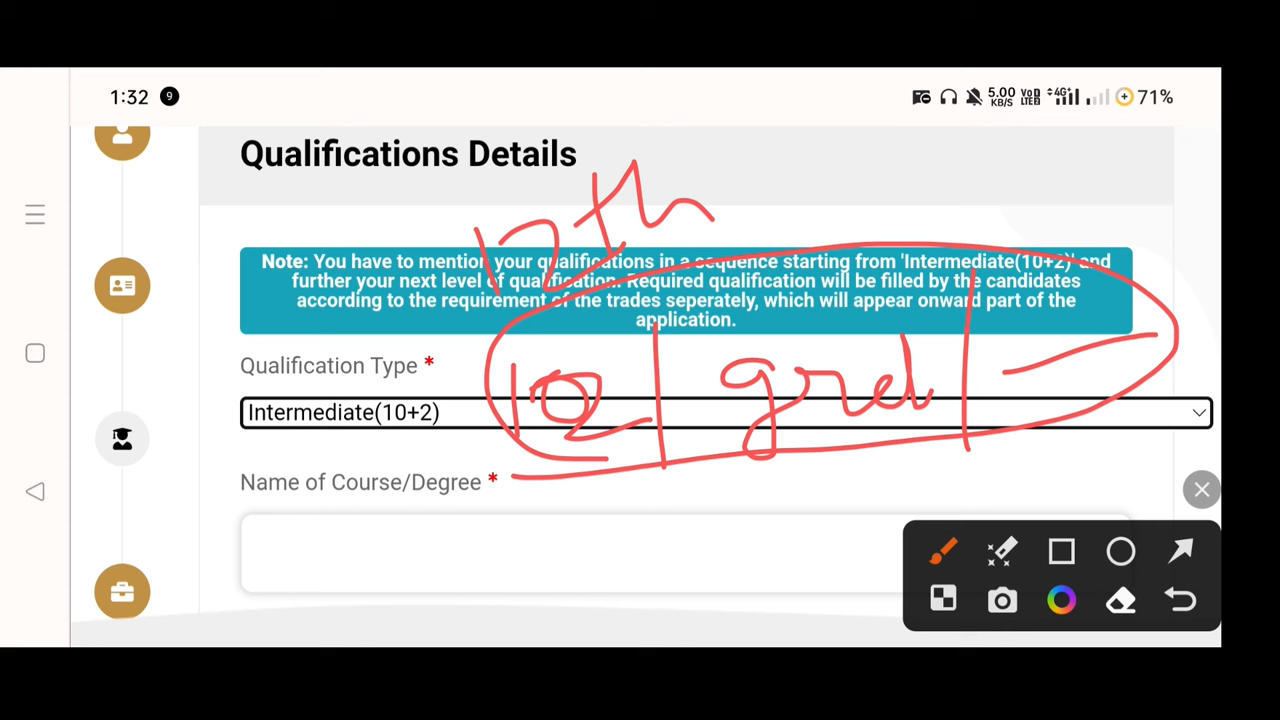 1:32 9 5.00 KB/S VoD LTE2 4G+ 71%
Qualifications Details
12th
Note: You have to mention your qualifications in a sequence starting from 'Intermediate(10+2)' and
further your next level of qualification. Required qualification will be filled by the candidates
according to the requirement of the trades seperately, which will appear onward part of the
application.
Qualification Type *
Intermediate(10+2)
Name of Course/Degree *